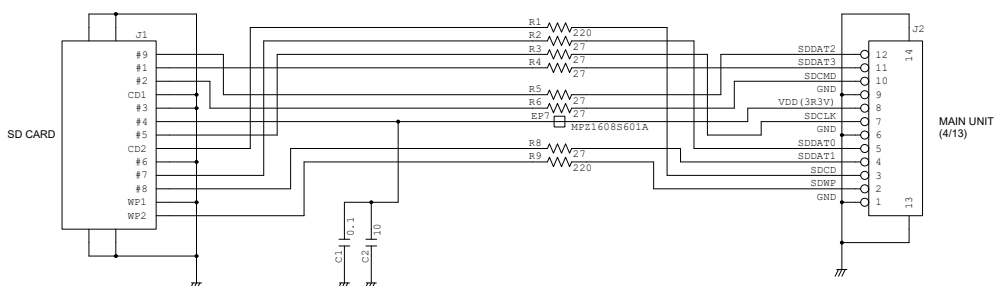 SD CARD
J1
#9
#1
#2
CD1
#3
#4
#5
CD2
#6
#7
#8
WP1
WP2
R1
220
R2
27
R3
27
R4
27
R5
27
R6
27
EP7
MPZ1608S601A
R8
27
R9
220
C1
0.1
C2
10
J2
14
SDDAT2 12
SDDAT3 11
SDCMD 10
GND 9
VDD(3R3V) 8
SDCLK 7
GND 6
SDDAT0 5
SDDAT1 4
SDCD 3
SDWP 2
GND 1
13
MAIN UNIT
(4/13)